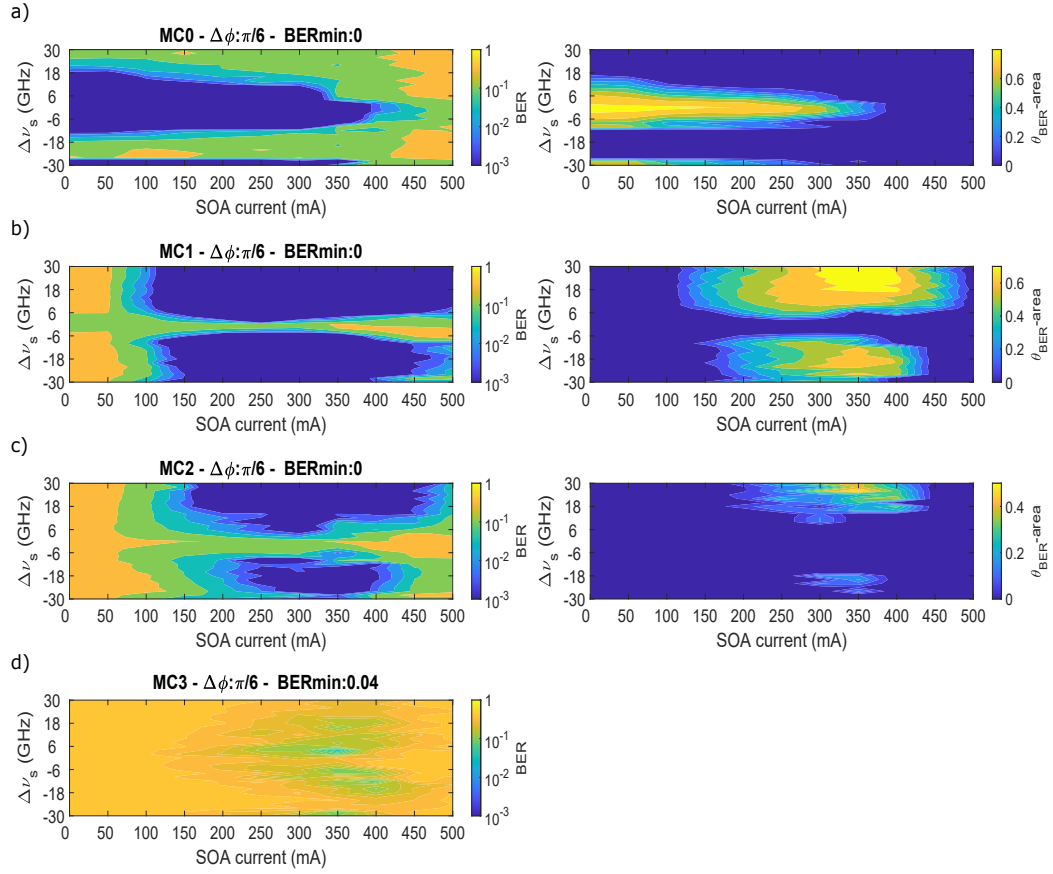 a)
MC0 - Δϕ:π/6 - BERmin:0
30
18
6
-6
-18
-30
Δν_s (GHz)
0 50 100 150 200 250 300 350 400 450 500
SOA current (mA)
1
10^-1
10^-2
10^-3
BER
30
18
6
-6
-18
-30
Δν_s (GHz)
0 50 100 150 200 250 300 350 400 450 500
SOA current (mA)
0.6
0.4
0.2
0
θ_BER-area
b)
MC1 - Δϕ:π/6 - BERmin:0
30
18
6
-6
-18
-30
Δν_s (GHz)
0 50 100 150 200 250 300 350 400 450 500
SOA current (mA)
1
10^-1
10^-2
10^-3
BER
30
18
6
-6
-18
-30
Δν_s (GHz)
0 50 100 150 200 250 300 350 400 450 500
SOA current (mA)
0.6
0.4
0.2
0
θ_BER-area
c)
MC2 - Δϕ:π/6 - BERmin:0
30
18
6
-6
-18
-30
Δν_s (GHz)
0 50 100 150 200 250 300 350 400 450 500
SOA current (mA)
1
10^-1
10^-2
10^-3
BER
30
18
6
-6
-18
-30
Δν_s (GHz)
0 50 100 150 200 250 300 350 400 450 500
SOA current (mA)
0.4
0.2
0
θ_BER-area
d)
MC3 - Δϕ:π/6 - BERmin:0.04
30
18
6
-6
-18
-30
Δν_s (GHz)
0 50 100 150 200 250 300 350 400 450 500
SOA current (mA)
1
10^-1
10^-2
10^-3
BER